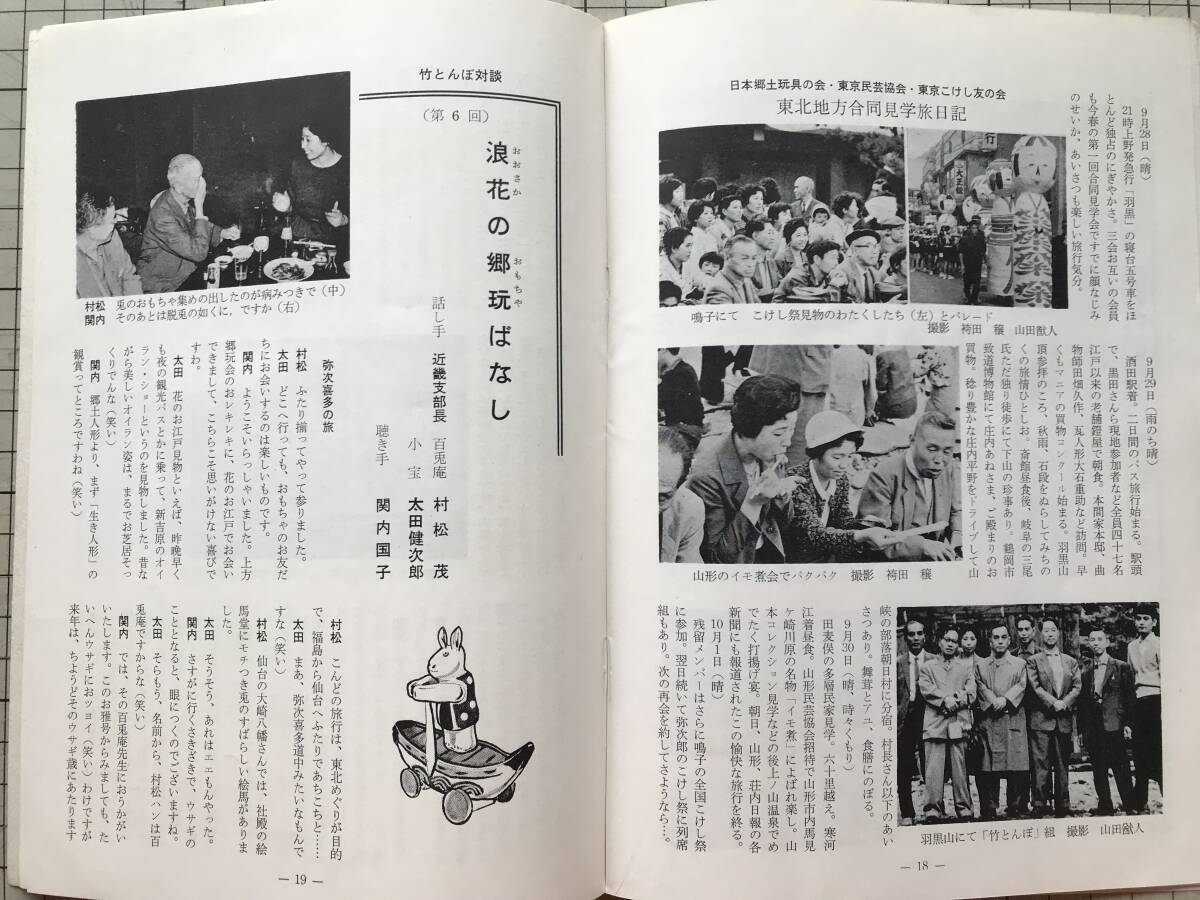 日本郷土玩具の会・東京民芸協会・東京こけし友の会
東北地方合同見学旅日記
9月28日（晴）
21時上野発急行「羽黒」の寝台五号車をほ
とんど独占のにぎやかさ。三会お互いの会員
も今春の第一回合同見学会ですでに顔なじみ
のせいか、あいさつも楽しい旅行気分。
鳴子にて　こけし祭見物のわたくしたち（左）とパレード
撮影　袴田　穣　山田猷人
9月29日（雨のち晴）
酒田駅着。二日間のバス旅行始まる。駅頭
で、黒田さんら現地参加者など全員四十七名
江戸以来の老舗鐙屋で朝食。本間家本邸、曲
物師田畑久作、瓦人形大石重助など訪問。早
くもマニアの買物コンクール始まる。羽黒山
頂参拝のころ、秋雨、石段をぬらしてみちの
くの旅情ひとしお。斎館昼食後、岐阜の三尾
氏ただ独り徒歩にて下山の珍事あり。鶴岡市
致道博物館にて庄内あねさま、ご殿まりのお
買物。稔り豊かな庄内平野をドライブして山
山形のイモ煮会でパクパク　撮影　袴田　穣
峡の部落朝日村に分宿。村長さん以下のあい
さつあり。舞茸とアユ、食膳にのぼる。
9月30日（晴、時々くもり）
田麦俣の多層民家見学。六十里越え。寒河
江着昼食。山形民芸協会招待で山形市内馬見
ケ崎川原の名物「イモ煮」によばれ楽し。山
本コレクション見学などの後上ノ山温泉でめ
でたく打揚げ宴。朝日、山形、荘内日報の各
新聞にも報道されたこの愉快な旅行を終る。
10月1日（晴）
残留メンバーはさらに鳴子の全国こけし祭
に参加。翌日続いて弥次郎のこけし祭に列席
組もあり。次の再会を約してさようなら…。
羽黒山にて「竹とんぼ」組　撮影　山田猷人
— 18 —
竹とんぼ対談
（第 6 回）
浪花の郷玩ばなし
おおさか
おもちゃ
話し手　近畿支部長　百兎庵　村松　茂
小　宝　太田健次郎
聴き手　関内国子
村松　兎のおもちゃ集めの出したのが病みつきで（中）
関内　そのあとは脱兎の如くに，ですか（右）
弥次喜多の旅
村松　ふたり揃ってやって参りました。
太田　どこへ行っても、おもちゃのお友だ
ちにお会いするのは楽しいものです。
関内　ようこそいらっしゃいました。上方
郷玩会のおレキレキに、花のお江戸でお会い
できまして、こちらこそ思いがけない喜びで
すわ。
太田　花のお江戸見物といえば、昨晩早く
も夜の観光バスとかに乗って、新吉原のオイ
ラン・ショーというのを見物しました。昔な
がら美しいオイラン姿は、まるでお芝居そっ
くりでんな（笑い）
関内　郷土人形より、まず「生き人形」の
観賞ってところですわね（笑い）
村松　こんどの旅行は、東北めぐりが目的
で、福島から仙台へふたりであちこちと……
太田　まあ、弥次喜多道中みたいなもんで
すな（笑い）
村松　仙台の大崎八幡さんでは、社殿の絵
馬堂にモチつき兎のすばらしい絵馬がありま
した。
太田　そうそう、あれはエエもんやった。
関内　さすがに行くさきざきで、ウサギの
こととなると、眼につくのでございますね。
太田　そらもう、名前から、村松ハンは百
兎庵ですからな（笑い）
関内　では、その百兎庵先生におうかがい
いたします。このお雅号からみましても、た
いへんウサギにおツヨイ（笑い）わけですが
来年は、ちょうどそのウサギ歳にあたります
— 19 —